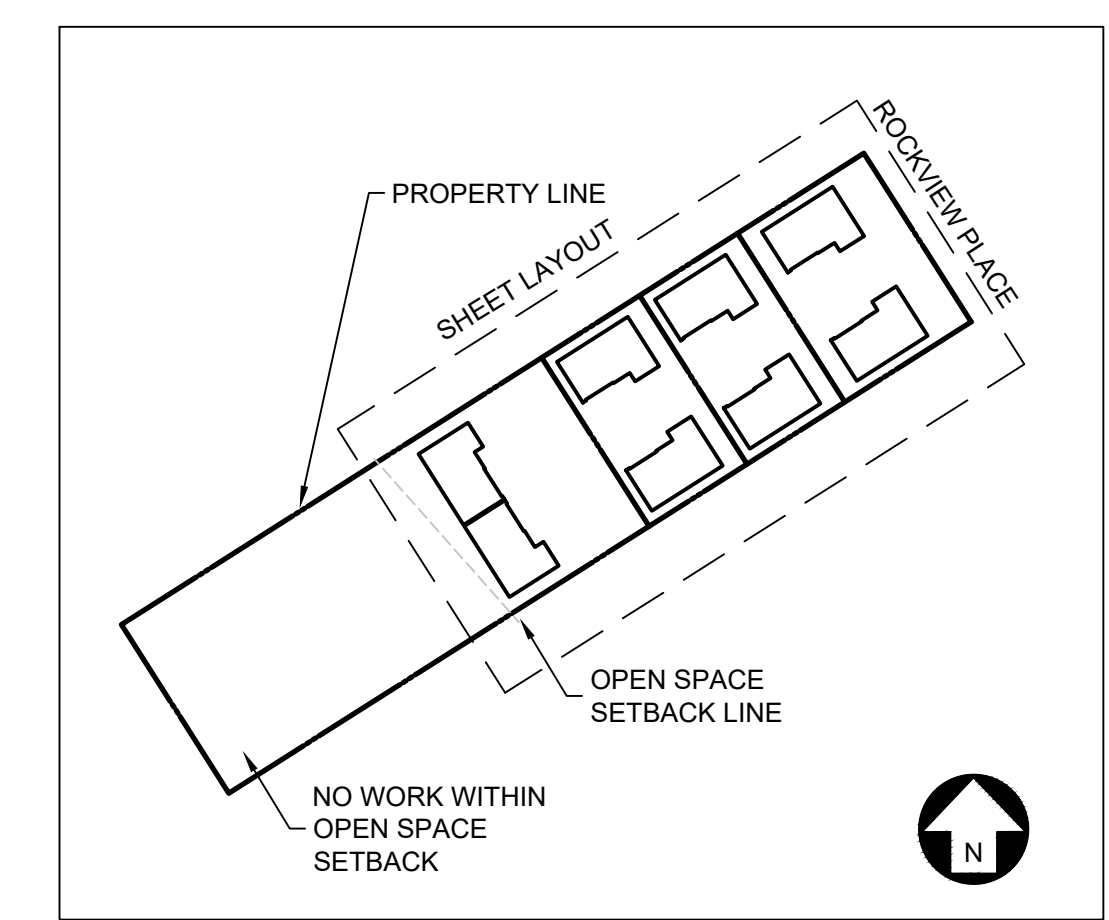 PROPERTY LINE
SHEET LAYOUT
ROCKVIEW PLACE
OPEN SPACE
SETBACK LINE
NO WORK WITHIN
OPEN SPACE
SETBACK
N